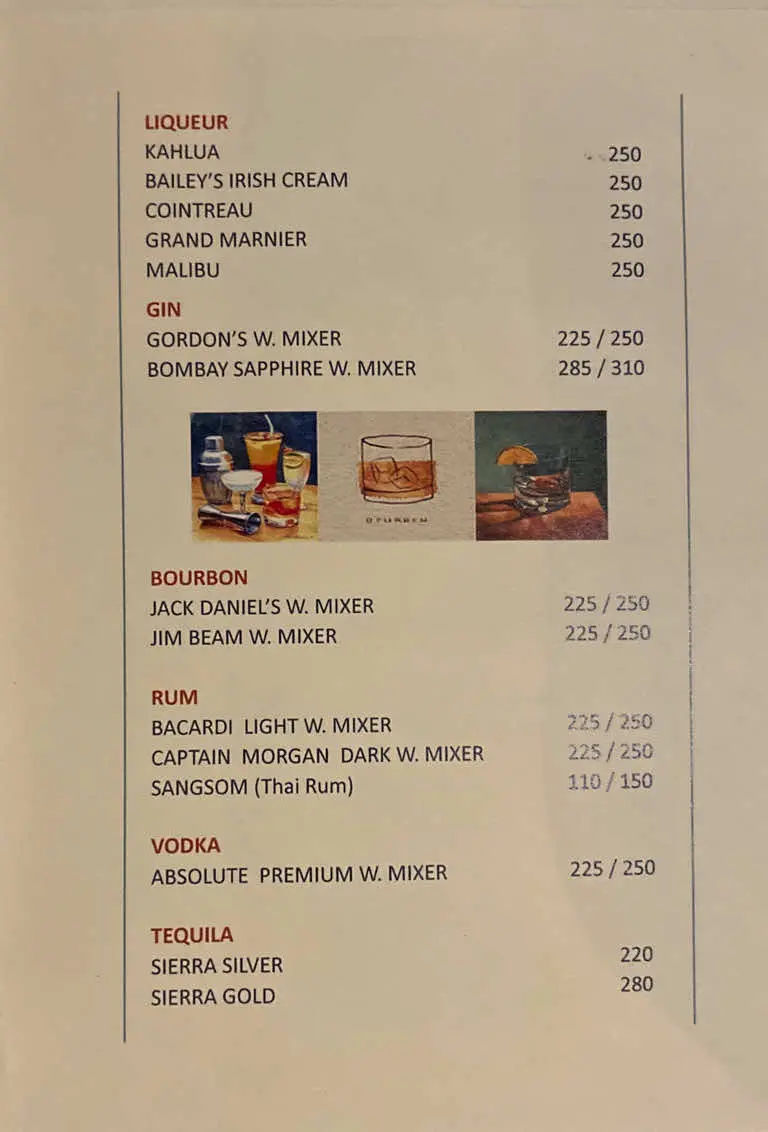 LIQUEUR
KAHLUA 250
BAILEY'S IRISH CREAM 250
COINTREAU 250
GRAND MARNIER 250
MALIBU 250
GIN
GORDON'S W. MIXER 225 / 250
BOMBAY SAPPHIRE W. MIXER 285 / 310
BOURBON
JACK DANIEL'S W. MIXER 225 / 250
JIM BEAM W. MIXER 225 / 250
RUM
BACARDI LIGHT W. MIXER 225 / 250
CAPTAIN MORGAN DARK W. MIXER 225 / 250
SANGSOM (Thai Rum) 110 / 150
VODKA
ABSOLUTE PREMIUM W. MIXER 225 / 250
TEQUILA
SIERRA SILVER 220
SIERRA GOLD 280